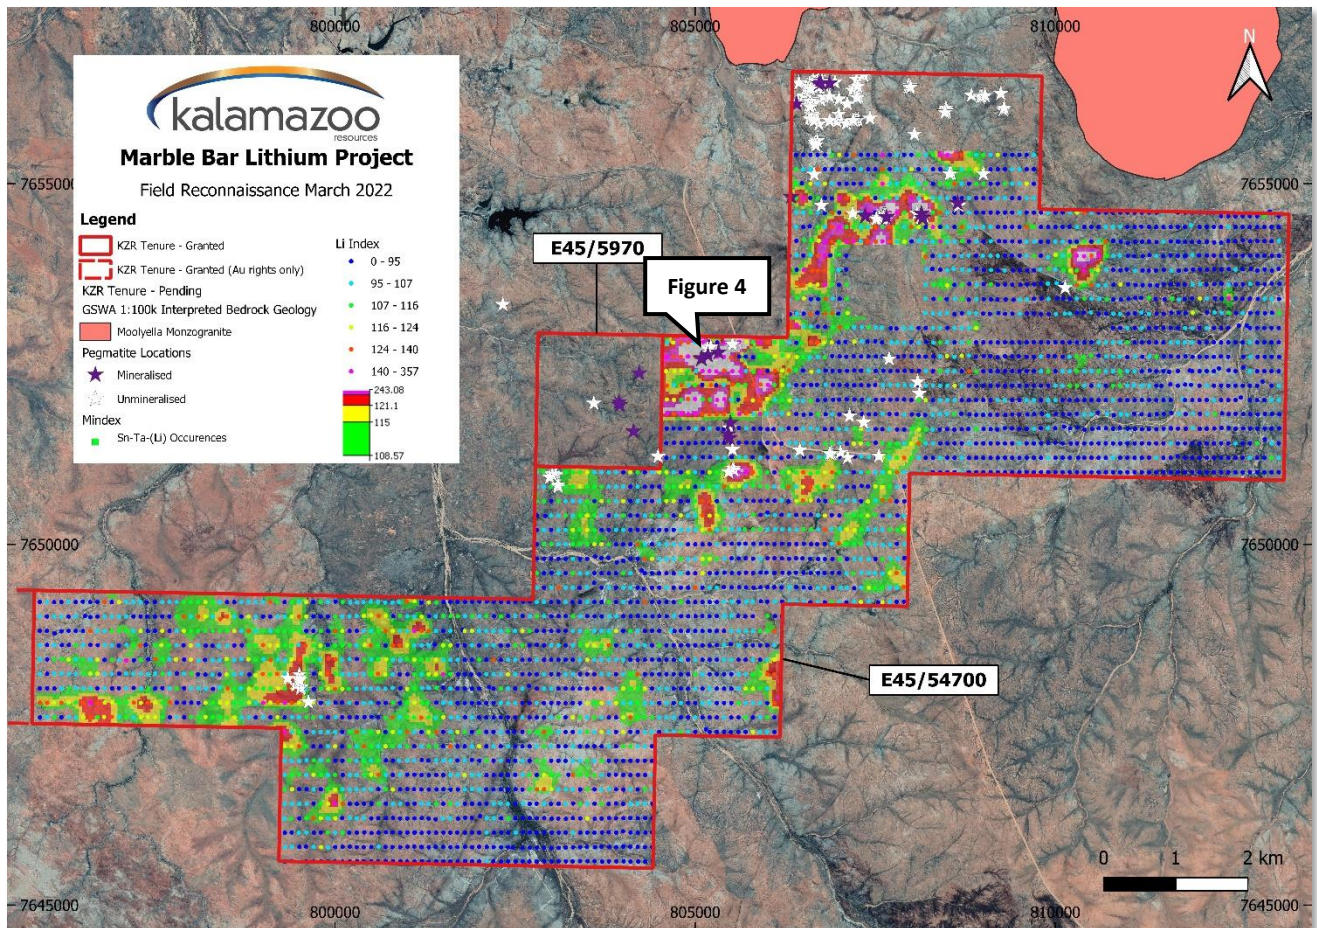 800000
805000
810000
N
kalamazoo
resources
Marble Bar Lithium Project
Field Reconnaissance March 2022
Legend
KZR Tenure - Granted
KZR Tenure - Granted (Au rights only)
KZR Tenure - Pending
GSWA 1:100k Interpreted Bedrock Geology
Moolyella Monzogranite
Pegmatite Locations
Mineralised
Unmineralised
Mindex
Sn-Ta-(Li) Occurences
Li Index
0 - 95
95 - 107
107 - 116
116 - 124
124 - 140
140 - 357
243.08
121.1
115
108.57
7655000
7655000
E45/5970
Figure 4
7650000
7650000
E45/54700
0 1 2 km
7645000
800000
805000
810000
7645000